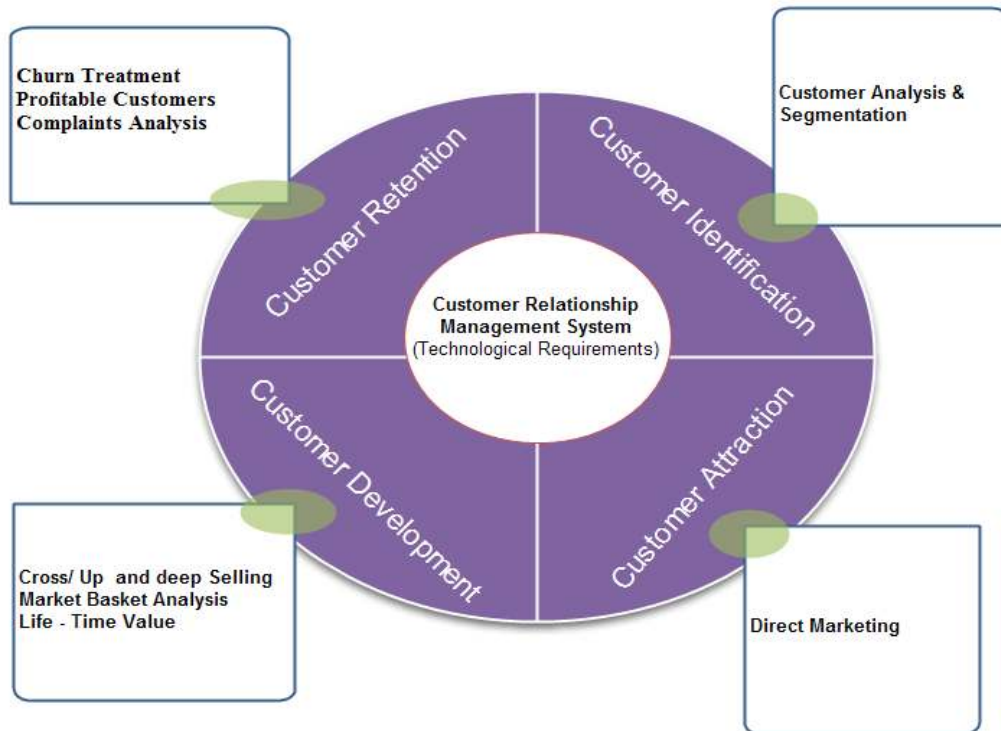 Churn Treatment
Profitable Customers
Complaints Analysis
Customer Analysis &
Segmentation
Customer Retention
Customer Identification
Customer Relationship
Management System
(Technological Requirements)
Customer Development
Customer Attraction
Cross/ Up and deep Selling
Market Basket Analysis
Life - Time Value
Direct Marketing